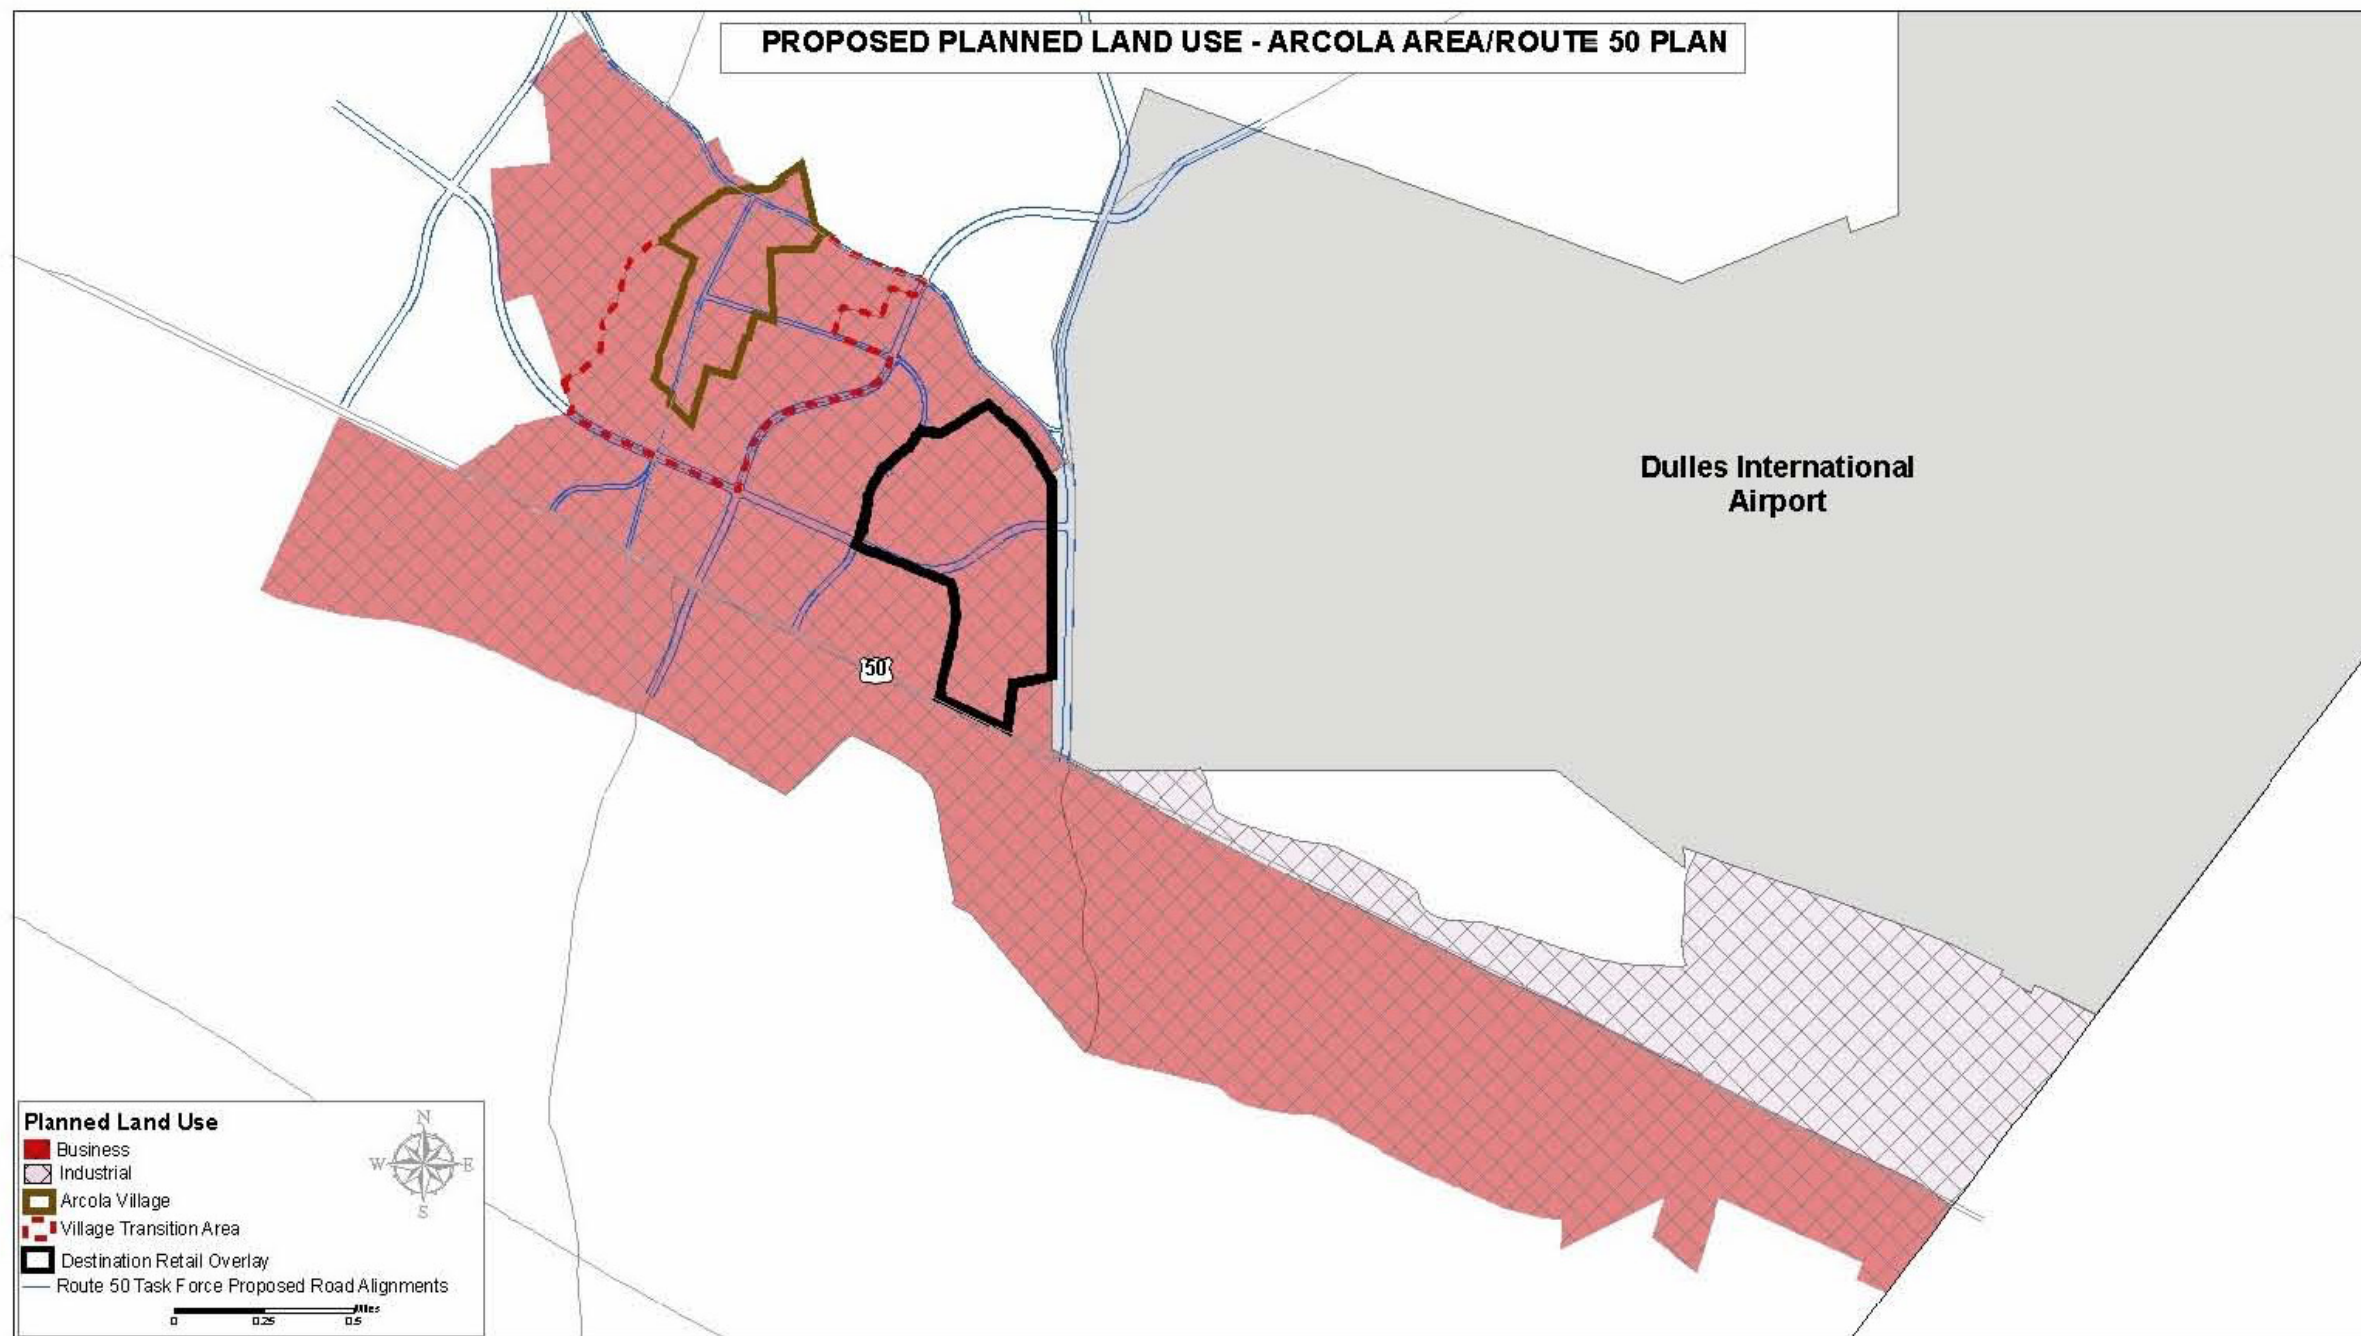 PROPOSED PLANNED LAND USE - ARCOLA AREA/ROUTE 50 PLAN
Dulles International
Airport
50
Planned Land Use
Business
Industrial
Arcola Village
Village Transition Area
Destination Retail Overlay
Route 50 Task Force Proposed Road Alignments
N
W
E
S
Miles
0
0.25
0.5